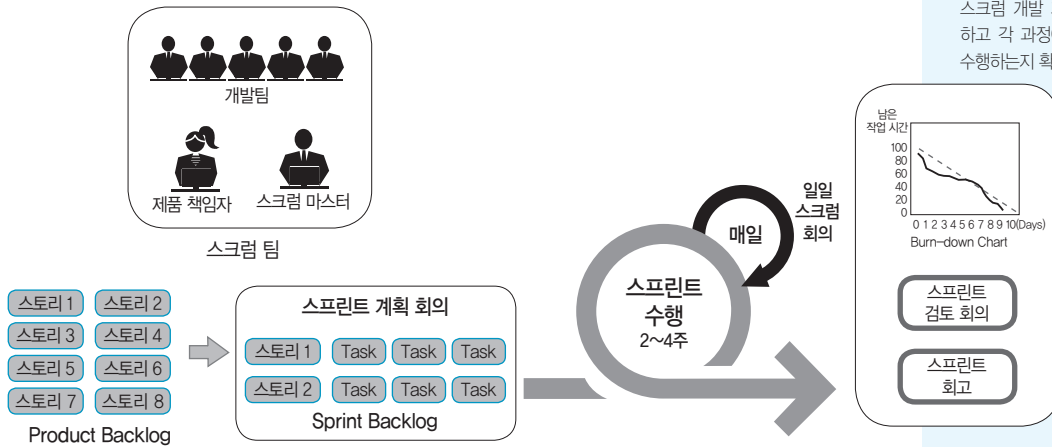 스크럼 개발
하고 각 과정
수행하는지 확
개발팀
제품 책임자
스크럼 마스터
스크럼 팀
스토리 1
스토리 2
스토리 3
스토리 4
스토리 5
스토리 6
스토리 7
스토리 8
Product Backlog
스프린트 계획 회의
스토리 1 Task Task Task
스토리 2 Task Task Task
Sprint Backlog
스프린트
수행
2~4주
매일
일일
스크럼
회의
남은
작업 시간
100
80
60
40
20
0
0 1 2 3 4 5 6 7 8 9 10(Days)
Burn-down Chart
스프린트
검토 회의
스프린트
회고